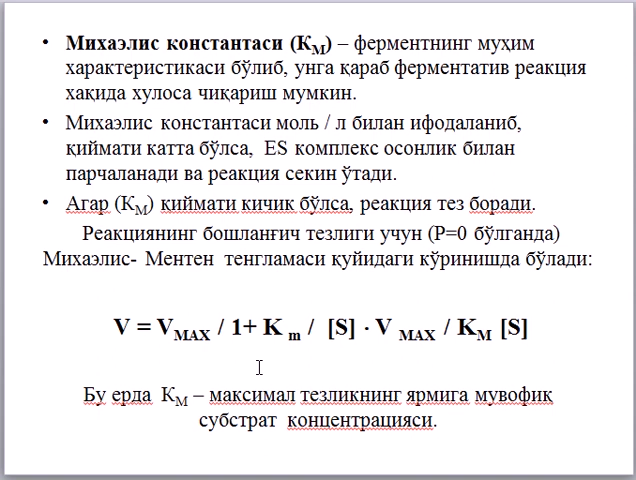 • Михаэлис константаси (КМ) – ферментнинг муҳим
характеристикаси бўлиб, унга қараб ферментатив реакция
хақида хулоса чиқариш мумкин.
• Михаэлис константаси моль / л билан ифодаланиб,
қиймати катта бўлса, ES комплекс осонлик билан
парчаланади ва реакция секин ўтади.
• Агар (КМ) қиймати кичик бўлса, реакция тез боради.
Реакциянинг бошланғич тезлиги учун (Р=0 бўлганда)
Михаэлис- Ментен тенгламаси қуйидаги кўринишда бўлади:
V = VMAX / 1+ K m / [S] · V MAX / KM [S]
Бу ерда КМ – максимал тезликнинг ярмига мувофиқ
субстрат концентрацияси.